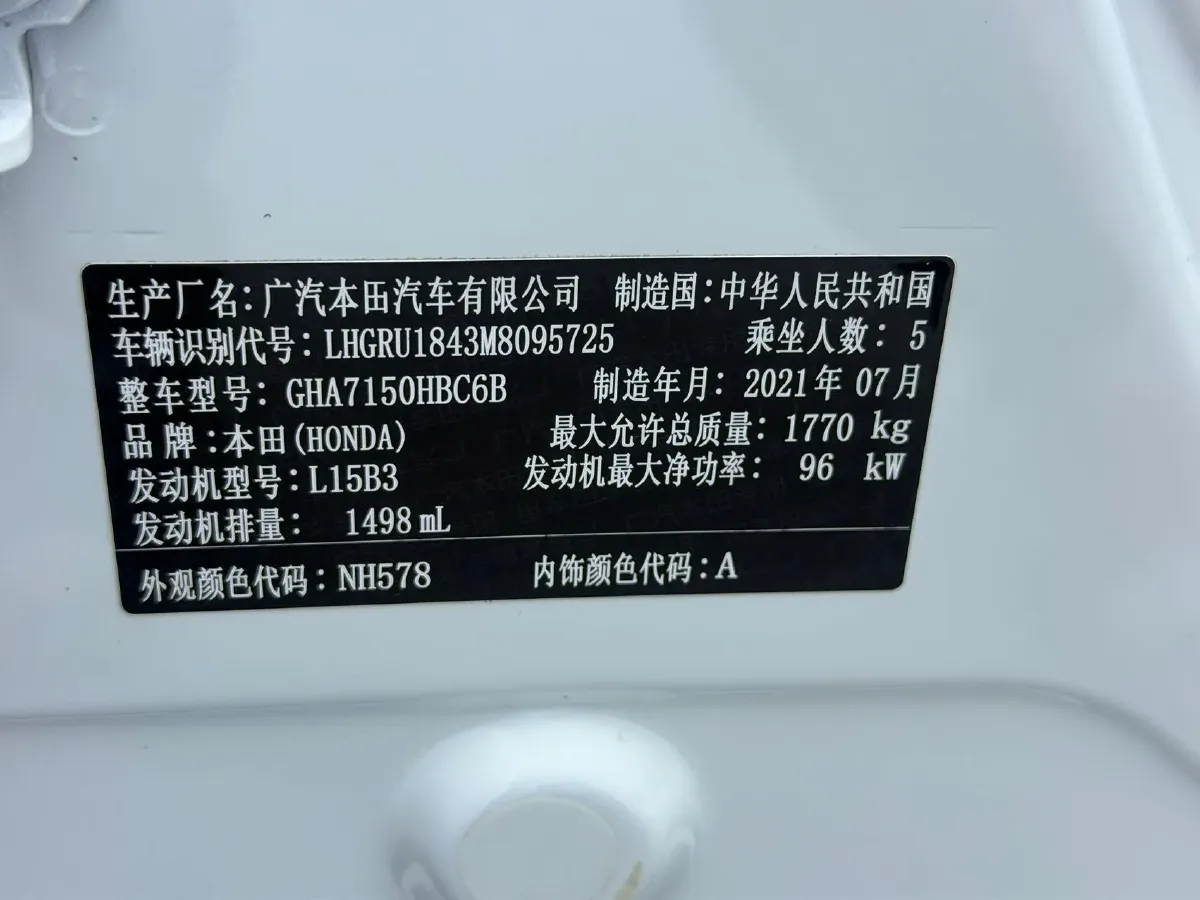 生产厂名：广汽本田汽车有限公司 制造国：中华人民共和国
车辆识别代号：LHGRU1843M8095725 乘坐人数：5
整车型号：GHA7150HBC6B 制造年月：2021年07月
品牌：本田(HONDA) 最大允许总质量：1770 kg
发动机型号：L15B3 发动机最大净功率：96 kW
发动机排量：1498 mL
外观颜色代码：NH578 内饰颜色代码：A